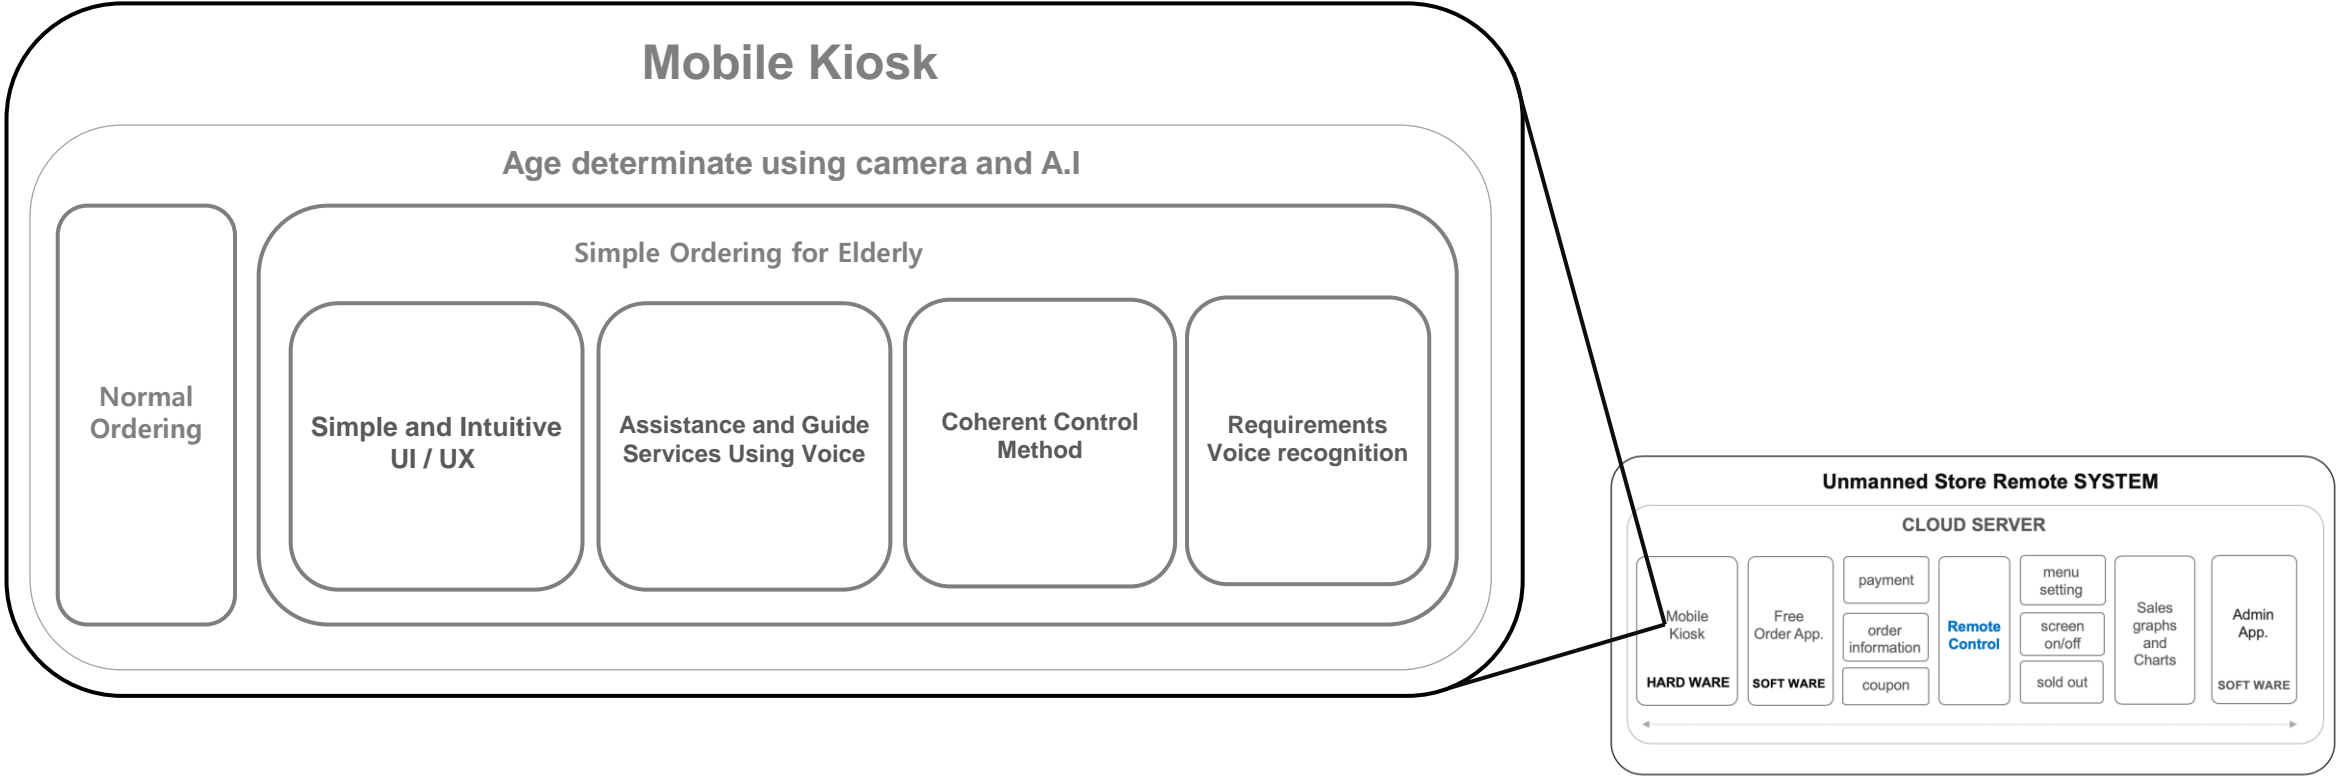 Mobile Kiosk
Age determinate using camera and A.I
Normal
Ordering
Simple Ordering for Elderly
Simple and Intuitive
UI / UX
Assistance and Guide
Services Using Voice
Coherent Control
Method
Requirements
Voice recognition
Unmanned Store Remote SYSTEM
CLOUD SERVER
Mobile
Kiosk
HARD WARE
Free
Order App.
SOFT WARE
payment
order
information
coupon
Remote
Control
menu
setting
screen
on/off
sold out
Sales
graphs
and
Charts
Admin
App.
SOFT WARE